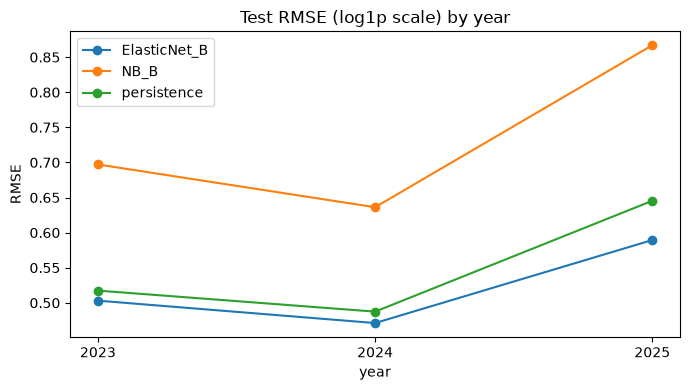 Test RMSE (log1p scale) by year
ElasticNet_B
NB_B
persistence
RMSE
0.85
0.80
0.75
0.70
0.65
0.60
0.55
0.50
2023
2024
2025
year